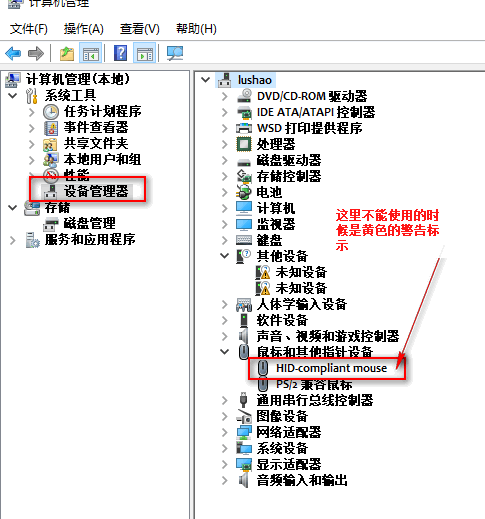 计算机管理
文件(F) 操作(A) 查看(V) 帮助(H)
计算机管理(本地)
系统工具
任务计划程序
事件查看器
共享文件夹
本地用户和组
性能
设备管理器
存储
磁盘管理
服务和应用程序
lushao
DVD/CD-ROM 驱动器
IDE ATA/ATAPI 控制器
WSD 打印提供程序
处理器
磁盘驱动器
存储控制器
电池
计算机
监视器
键盘
其他设备
未知设备
未知设备
人体学输入设备
软件设备
声音、视频和游戏控制器
鼠标和其他指针设备
HID-compliant mouse
PS/2 兼容鼠标
通用串行总线控制器
图像设备
网络适配器
系统设备
显示适配器
音频输入和输出
这里不能使用的时
候是黄色的警告标
示